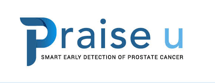 Praise u
SMART EARLY DETECTION OF PROSTATE CANCER